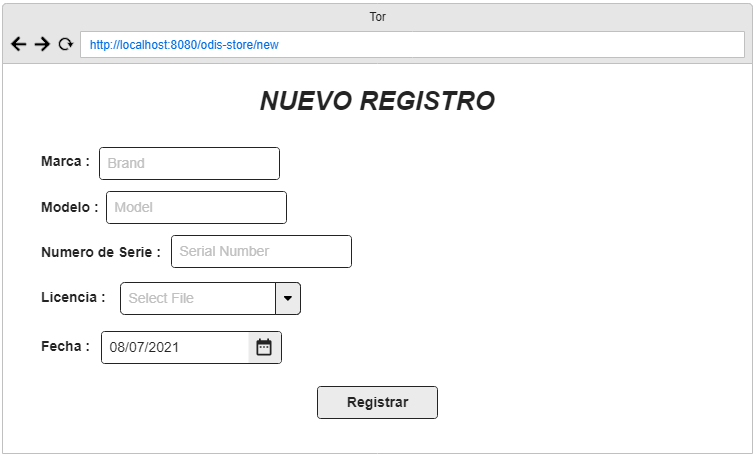 Tor
http://localhost:8080/odis-store/new
NUEVO REGISTRO
Marca : Brand
Modelo : Model
Numero de Serie : Serial Number
Licencia : Select File
Fecha : 08/07/2021
Registrar